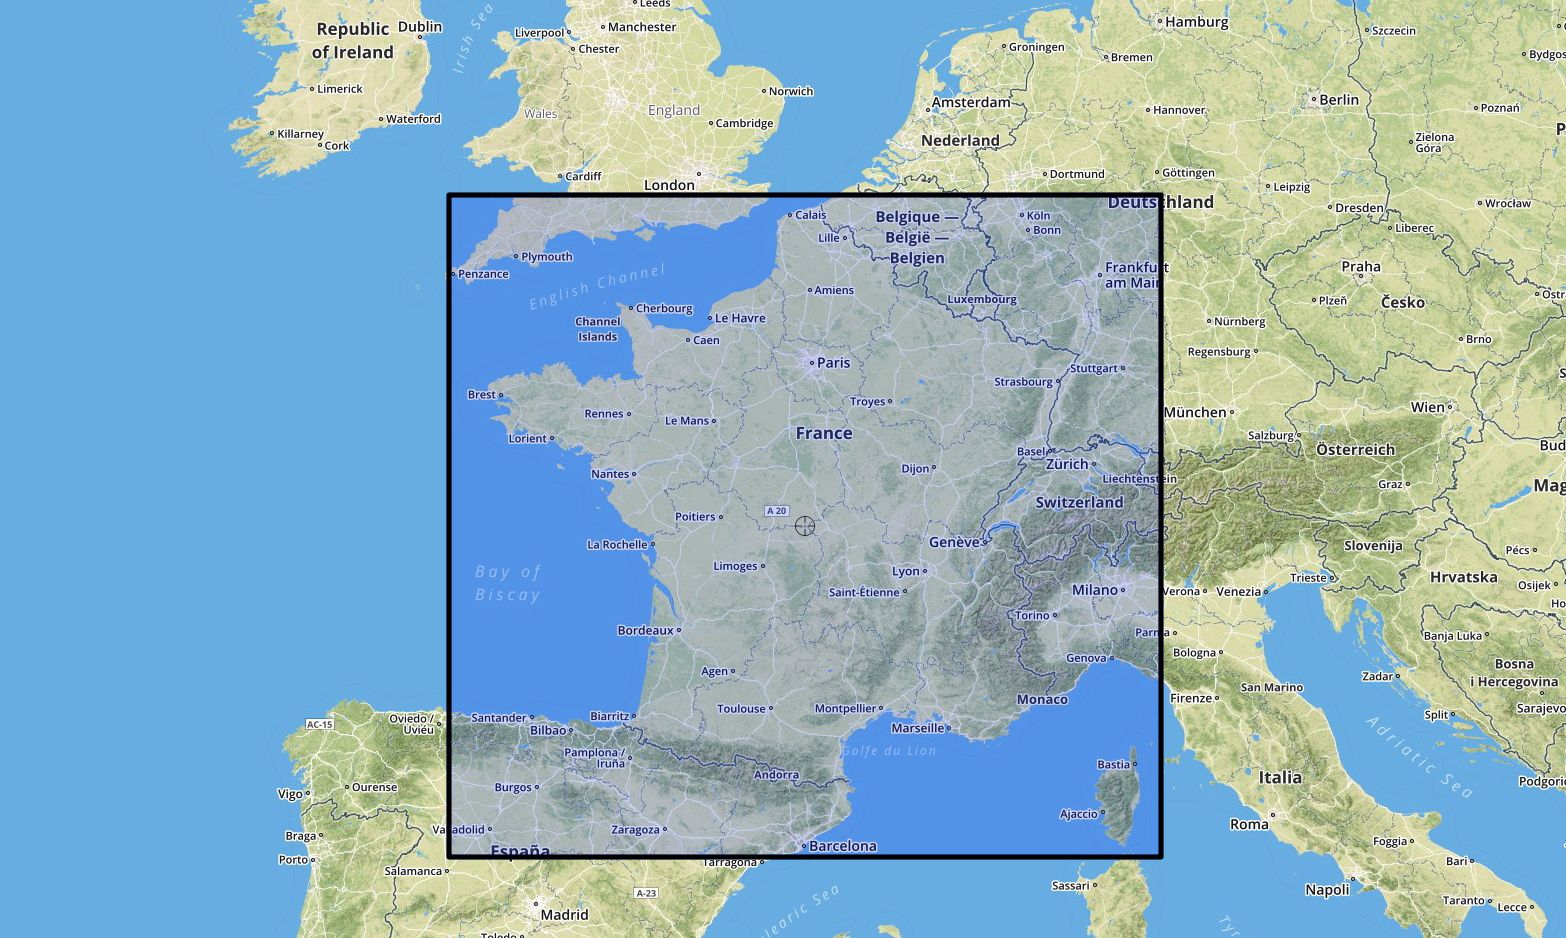 Leeds
Republic
of Ireland
Dublin
Irish Sea
Liverpool
Manchester
Chester
Hamburg
Szczecin
Groningen
Bremen
Limerick
Norwich
Wales
England
Amsterdam
Hannover
Berlin
Poznań
Waterford
Cambridge
Killarney
Cork
Nederland
Zielona
Góra
Cardiff
London
Dortmund
Göttingen
Leipzig
Deutschland
Dresden
Wrocław
Calais
Belgique —
België —
Belgien
Köln
Bonn
Lille
Liberec
Plymouth
Penzance
English Channel
Frankfurt
am Main
Praha
Amiens
Luxembourg
Plzeň
Česko
Cherbourg
Channel
Islands
Le Havre
Nürnberg
Caen
Brno
Regensburg
Paris
Stuttgart
Strasbourg
Brest
Rennes
Le Mans
Troyes
München
Wien
Lorient
France
Salzburg
Österreich
Basel
Zürich
Nantes
Dijon
Liechtenstein
Graz
Switzerland
Poitiers
A 20
Genève
Slovenija
La Rochelle
Pécs
Bay of
Biscay
Limoges
Lyon
Saint-Étienne
Milano
Trieste
Hrvatska
Verona
Venezia
Osijek
Torino
Bordeaux
Parma
Banja Luka
Genova
Bologna
Agen
Bosna
i Hercegovina
Zadar
Monaco
Firenze
San Marino
AC-15
Oviedo /
Uviéu
Santander
Biarritz
Toulouse
Montpellier
Marseille
Split
Sarajevo
Bilbao
Pamplona /
Iruña
Golfe du Lion
Adriatic Sea
Andorra
Bastia
Italia
Vigo
Ourense
Burgos
Ajaccio
Roma
Braga
Valladolid
Zaragoza
Foggia
Barcelona
España
Porto
Salamanca
Tarragona
Bari
Sassari
Napoli
A-23
Taranto
Lecce
Madrid
Toledo